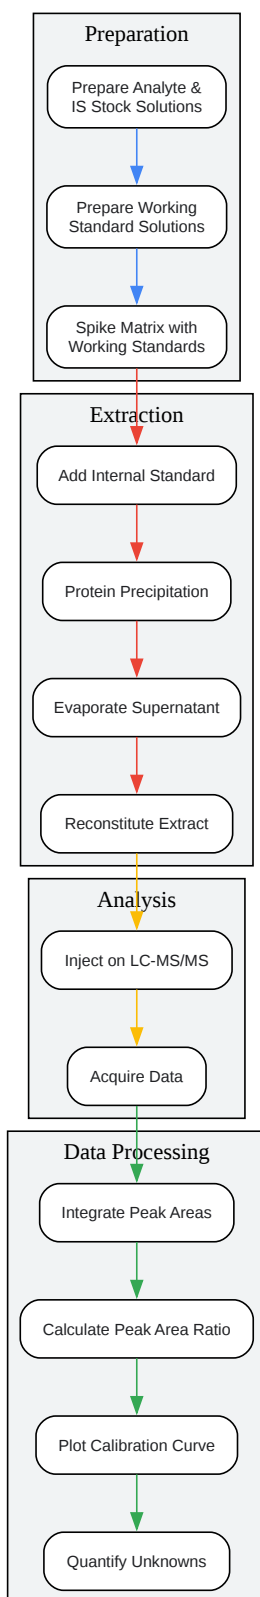 Preparation
Prepare Analyte &
IS Stock Solutions
Prepare Working
Standard Solutions
Spike Matrix with
Working Standards
Extraction
Add Internal Standard
Protein Precipitation
Evaporate Supernatant
Reconstitute Extract
Analysis
Inject on LC-MS/MS
Acquire Data
Data Processing
Integrate Peak Areas
Calculate Peak Area Ratio
Plot Calibration Curve
Quantify Unknowns